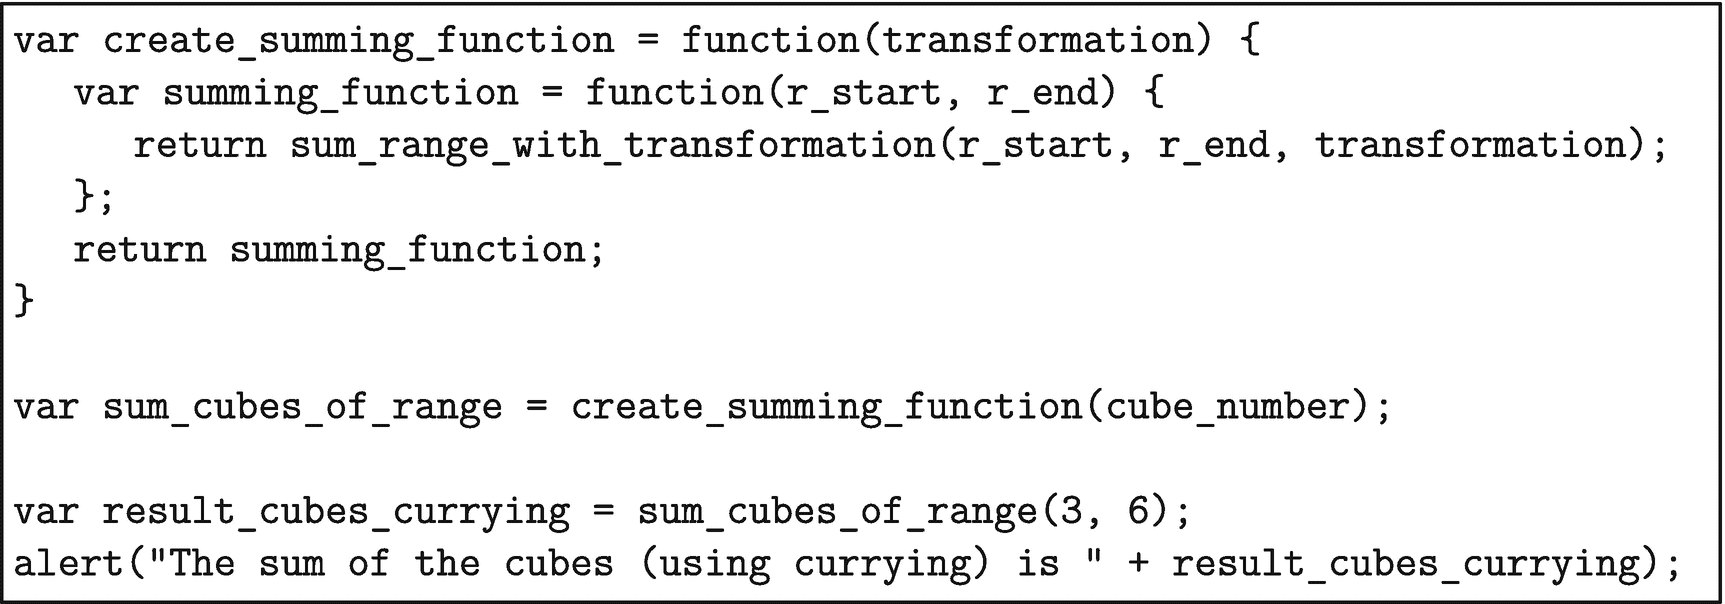 var create_summing_function = function(transformation) {
   var summing_function = function(r_start, r_end) {
      return sum_range_with_transformation(r_start, r_end, transformation);
   };
   return summing_function;
}

var sum_cubes_of_range = create_summing_function(cube_number);

var result_cubes_currying = sum_cubes_of_range(3, 6);
alert("The sum of the cubes (using currying) is " + result_cubes_currying);